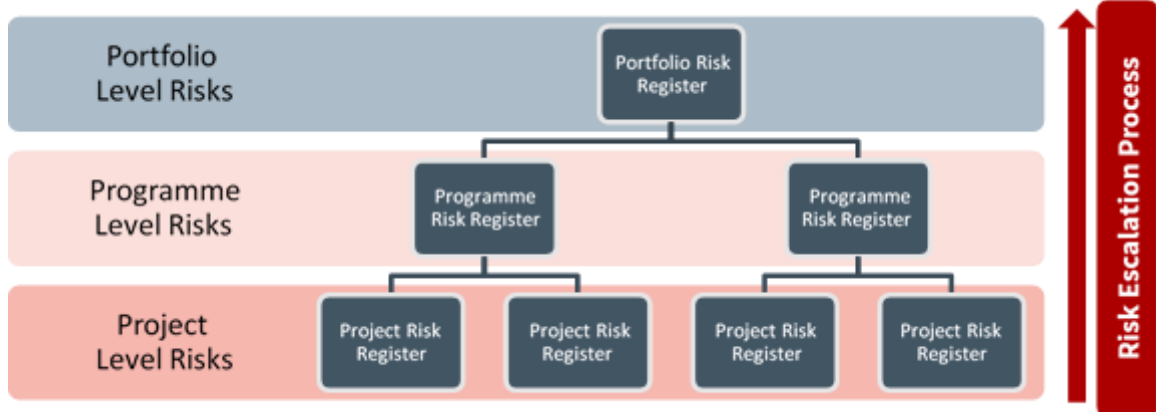 Portfolio
Level Risks
Portfolio Risk
Register
Programme
Level Risks
Programme
Risk Register
Programme
Risk Register
Project
Level Risks
Project Risk
Register
Project Risk
Register
Project Risk
Register
Project Risk
Register
Risk Escalation Process